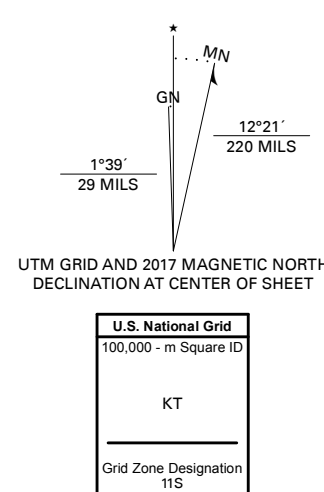 ★
MN
GN
12°21´
220 MILS
1°39´
29 MILS
UTM GRID AND 2017 MAGNETIC NORTH
DECLINATION AT CENTER OF SHEET
U.S. National Grid
100,000 - m Square ID
KT
Grid Zone Designation
11S